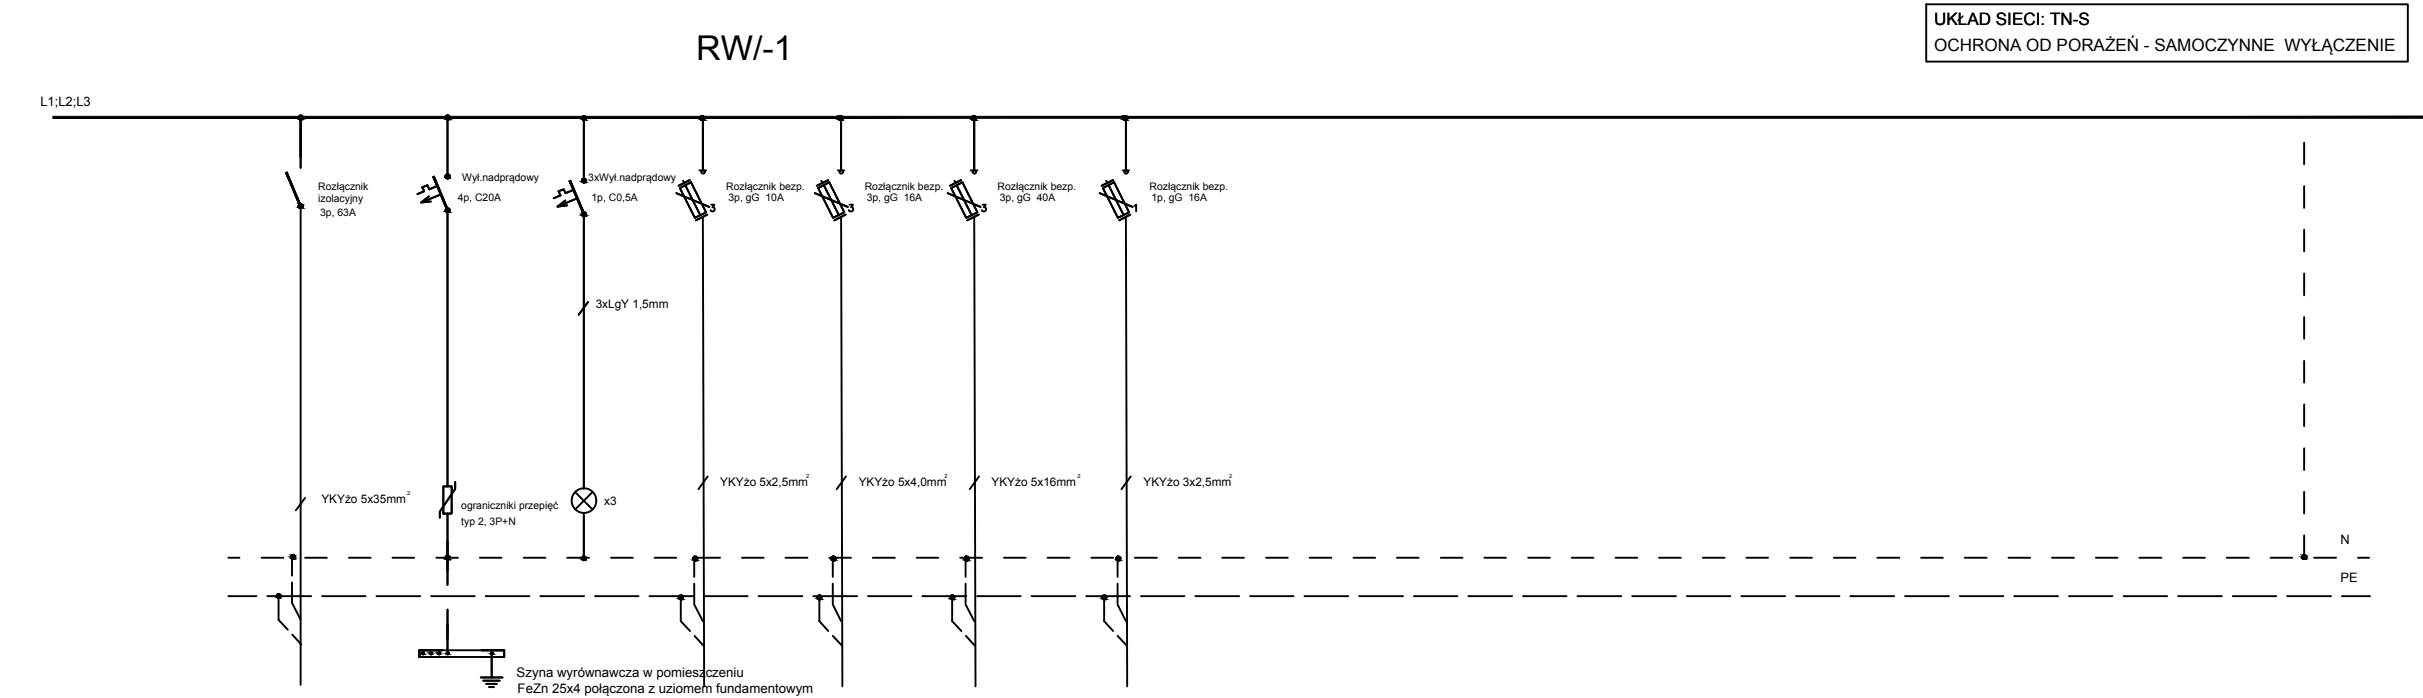 UKŁAD SIECI: TN-S
OCHRONA OD PORAŻEŃ - SAMOCZYNNE WYŁĄCZENIE
RW/-1
L1;L2;L3
Rozłącznik
izolacyjny
3p, 63A
Wył.nadprądowy
4p, C20A
3xWył.nadprądowy
1p, C0,5A
Rozłącznik bezp.
3p, gG 10A
3
Rozłącznik bezp.
3p, gG 16A
3
Rozłącznik bezp.
3p, gG 40A
3
Rozłącznik bezp.
1p, gG 16A
1
3xLgY 1,5mm
YKYżo 5x35mm²
ograniczniki przepięć
typ 2, 3P+N
x3
YKYżo 5x2,5mm²
YKYżo 5x4,0mm²
YKYżo 5x16mm²
YKYżo 3x2,5mm²
N
PE
Szyna wyrównawcza w pomieszczeniu
FeZn 25x4 połączona z uziomem fundamentowym